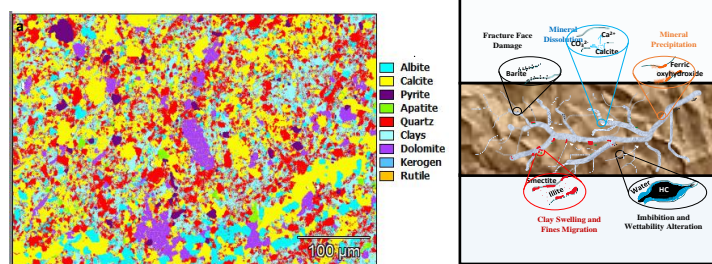 a
Albite
Calcite
Pyrite
Apatite
Quartz
Clays
Dolomite
Kerogen
Rutile
100 µm
Fracture Face
Damage
Barite
Mineral
Dissolution
Ca²⁺
CO₃²⁻
Calcite
Mineral
Precipitation
Ferric
oxyhydroxide
Smectite
Illite
Clay Swelling and
Fines Migration
Water
HC
Imbibition and
Wettability Alteration